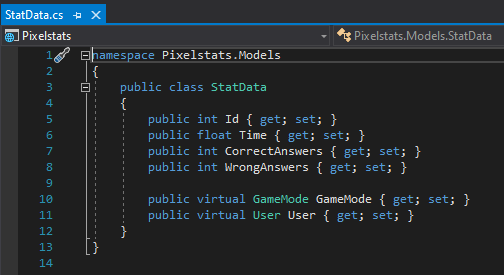 StatData.cs
Pixelstats
Pixelstats.Models.StatData
1 namespace Pixelstats.Models
2 {
3 public class StatData
4 {
5 public int Id { get; set; }
6 public float Time { get; set; }
7 public int CorrectAnswers { get; set; }
8 public int WrongAnswers { get; set; }
9
10 public virtual GameMode GameMode { get; set; }
11 public virtual User User { get; set; }
12 }
13 }